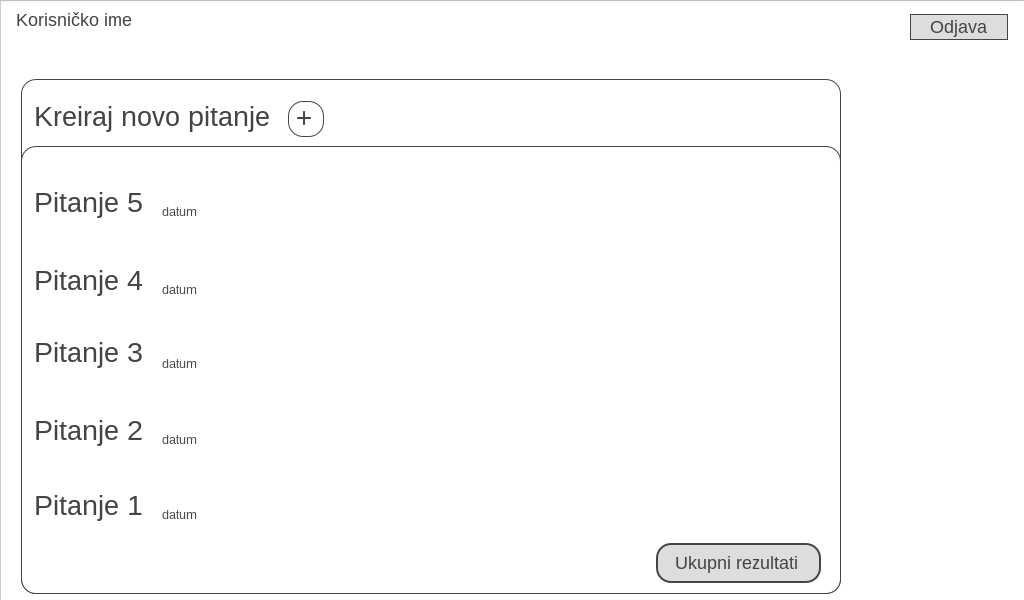 Korisničko ime
Odjava
Kreiraj novo pitanje +
Pitanje 5 datum
Pitanje 4 datum
Pitanje 3 datum
Pitanje 2 datum
Pitanje 1 datum
Ukupni rezultati